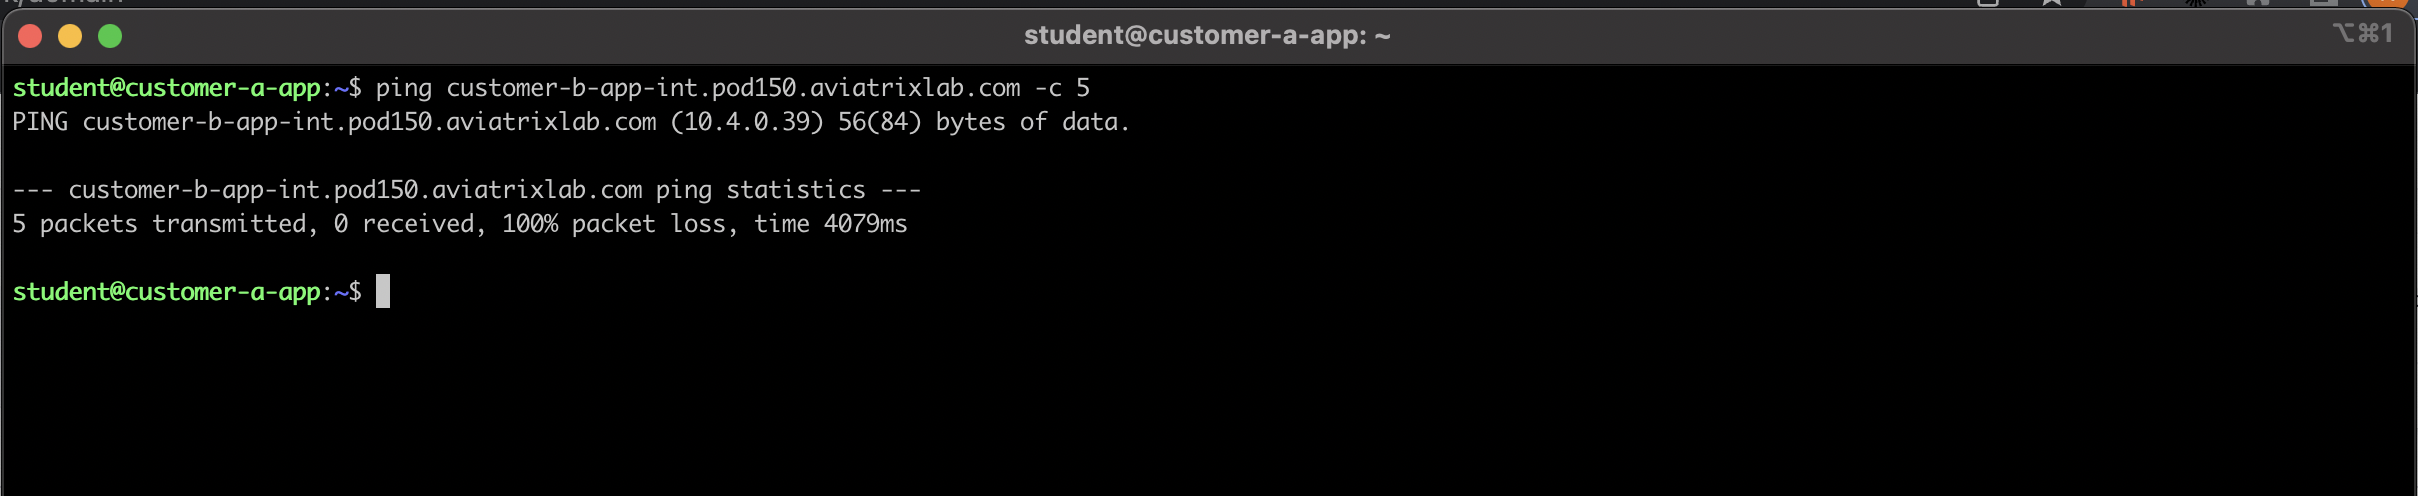 student@customer-a-app: ~
⌥⌘1
student@customer-a-app:~$ ping customer-b-app-int.pod150.aviatrixlab.com -c 5
PING customer-b-app-int.pod150.aviatrixlab.com (10.4.0.39) 56(84) bytes of data.
--- customer-b-app-int.pod150.aviatrixlab.com ping statistics ---
5 packets transmitted, 0 received, 100% packet loss, time 4079ms
student@customer-a-app:~$